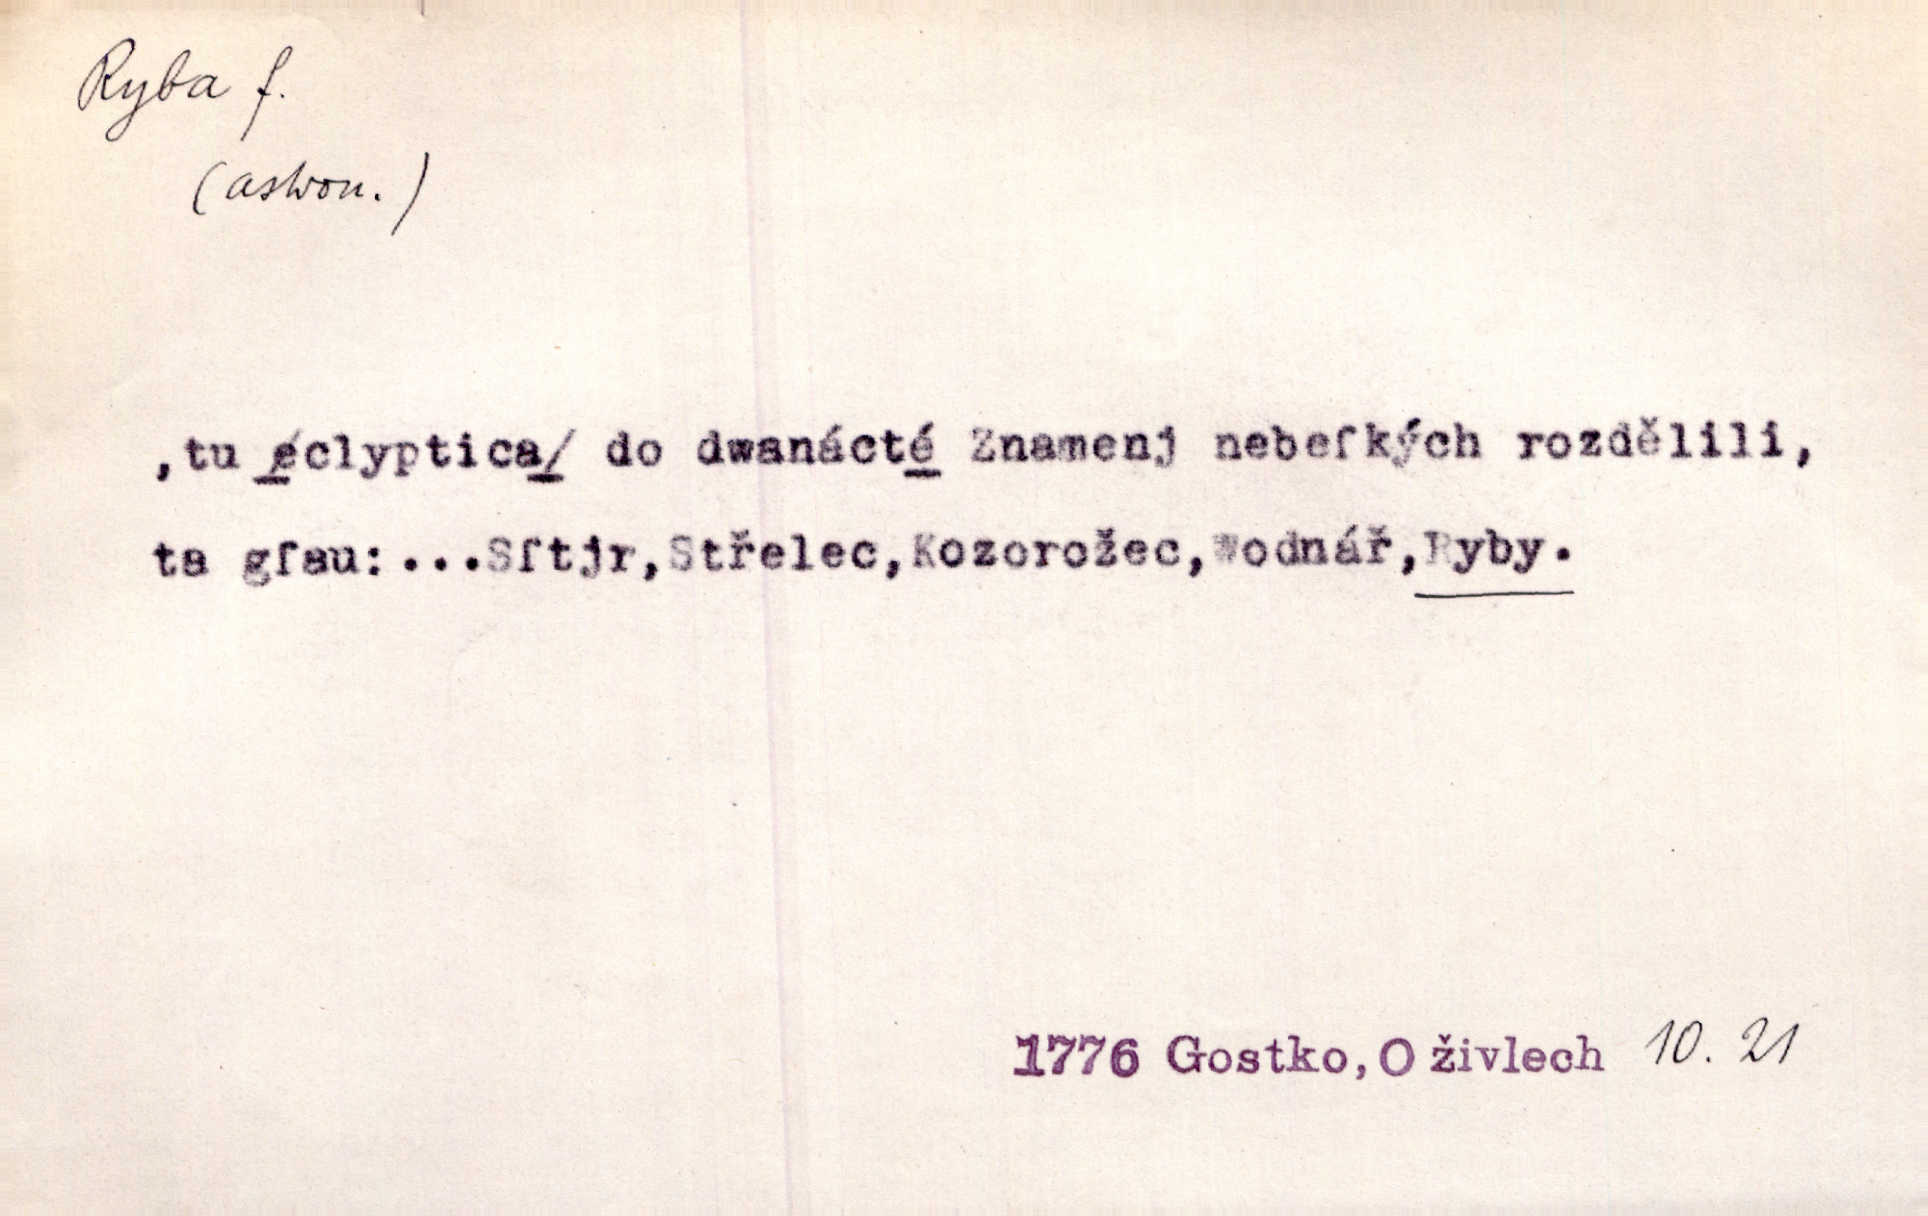 Ryba f.
(astron.)
,tu /eclyptica/ do dwanácté Znamenj nebeſkých rozdělili,
ta gſau:...Sſtjr,Střelec,Kozorožec,Wodnář,Ryby.
1776 Gostko, O živlech 10. 21